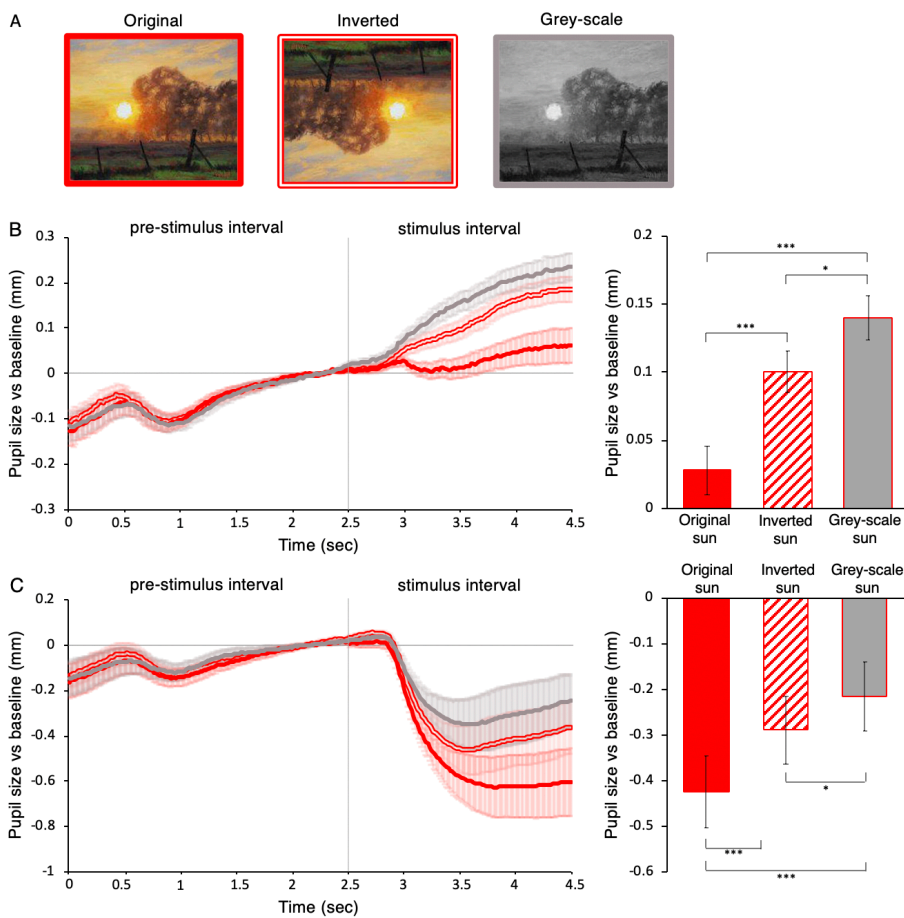 A
Original
Inverted
Grey-scale
B
pre-stimulus interval
stimulus interval
Pupil size vs baseline (mm)
0.3
0.2
0.1
0
-0.1
-0.2
-0.3
0
0.5
1
1.5
2
2.5
3
3.5
4
4.5
Time (sec)
Pupil size vs baseline (mm)
0.2
0.15
0.1
0.05
0
***
*
***
Original
sun
Inverted
sun
Grey-scale
sun
C
pre-stimulus interval
stimulus interval
Pupil size vs baseline (mm)
0.2
0
-0.2
-0.4
-0.6
-0.8
-1
0
0.5
1
1.5
2
2.5
3
3.5
4
4.5
Time (sec)
Original
sun
Inverted
sun
Grey-scale
sun
Pupil size vs baseline (mm)
0
-0.1
-0.2
-0.3
-0.4
-0.5
-0.6
*
***
***